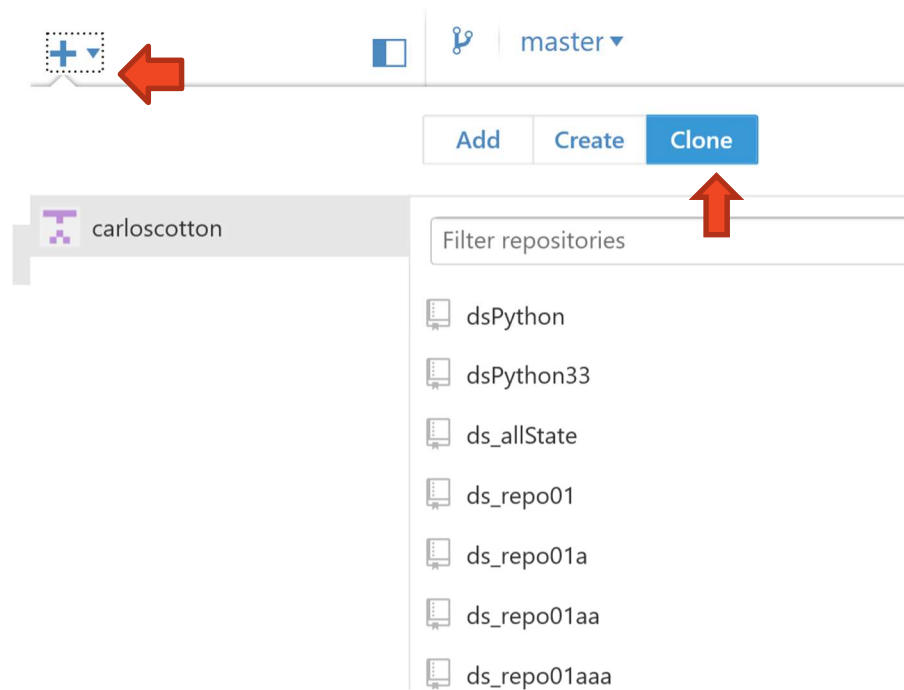 master
Add Create Clone
carloscotton
Filter repositories
dsPython
dsPython33
ds_allState
ds_repo01
ds_repo01a
ds_repo01aa
ds_repo01aaa